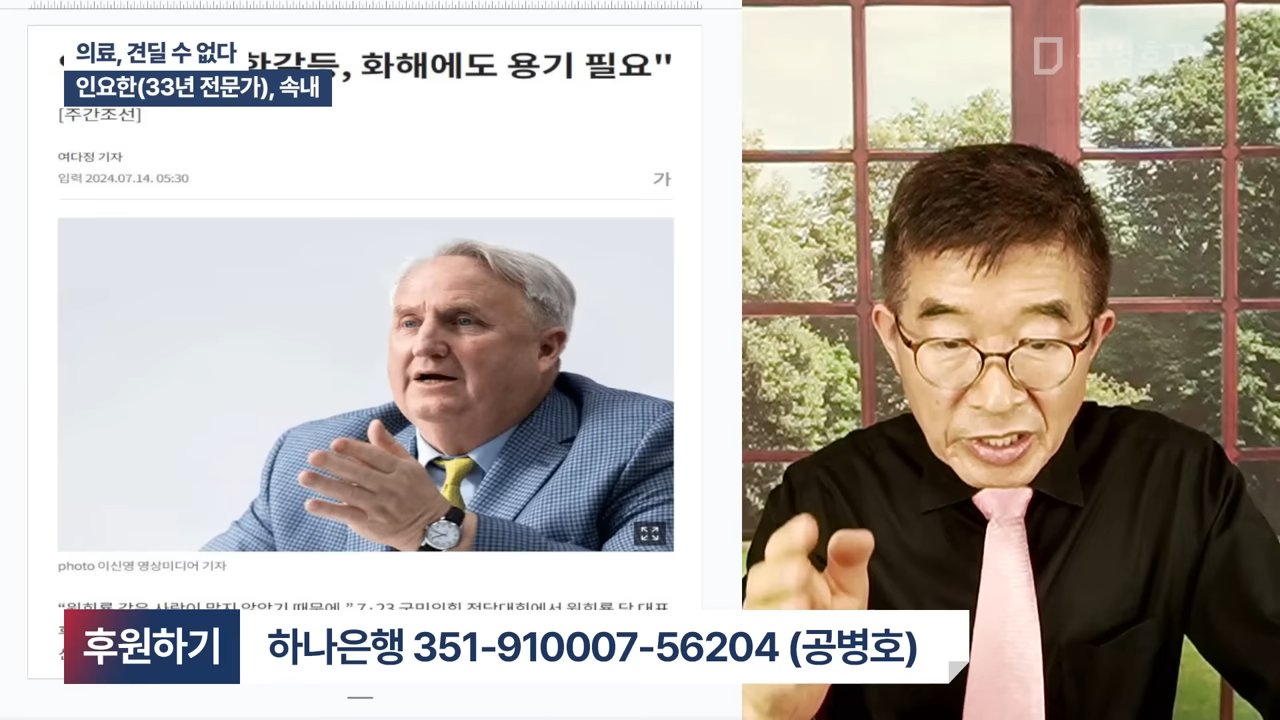 의료, 견딜 수 없다
인요한(33년 전문가), 속내
화해에도 용기 필요"
[주간조선]
여다정 기자
입력 2024.07.14. 05:30
가
photo 이신영 영상미디어 기자
후원하기
하나은행 351-910007-56204 (공병호)